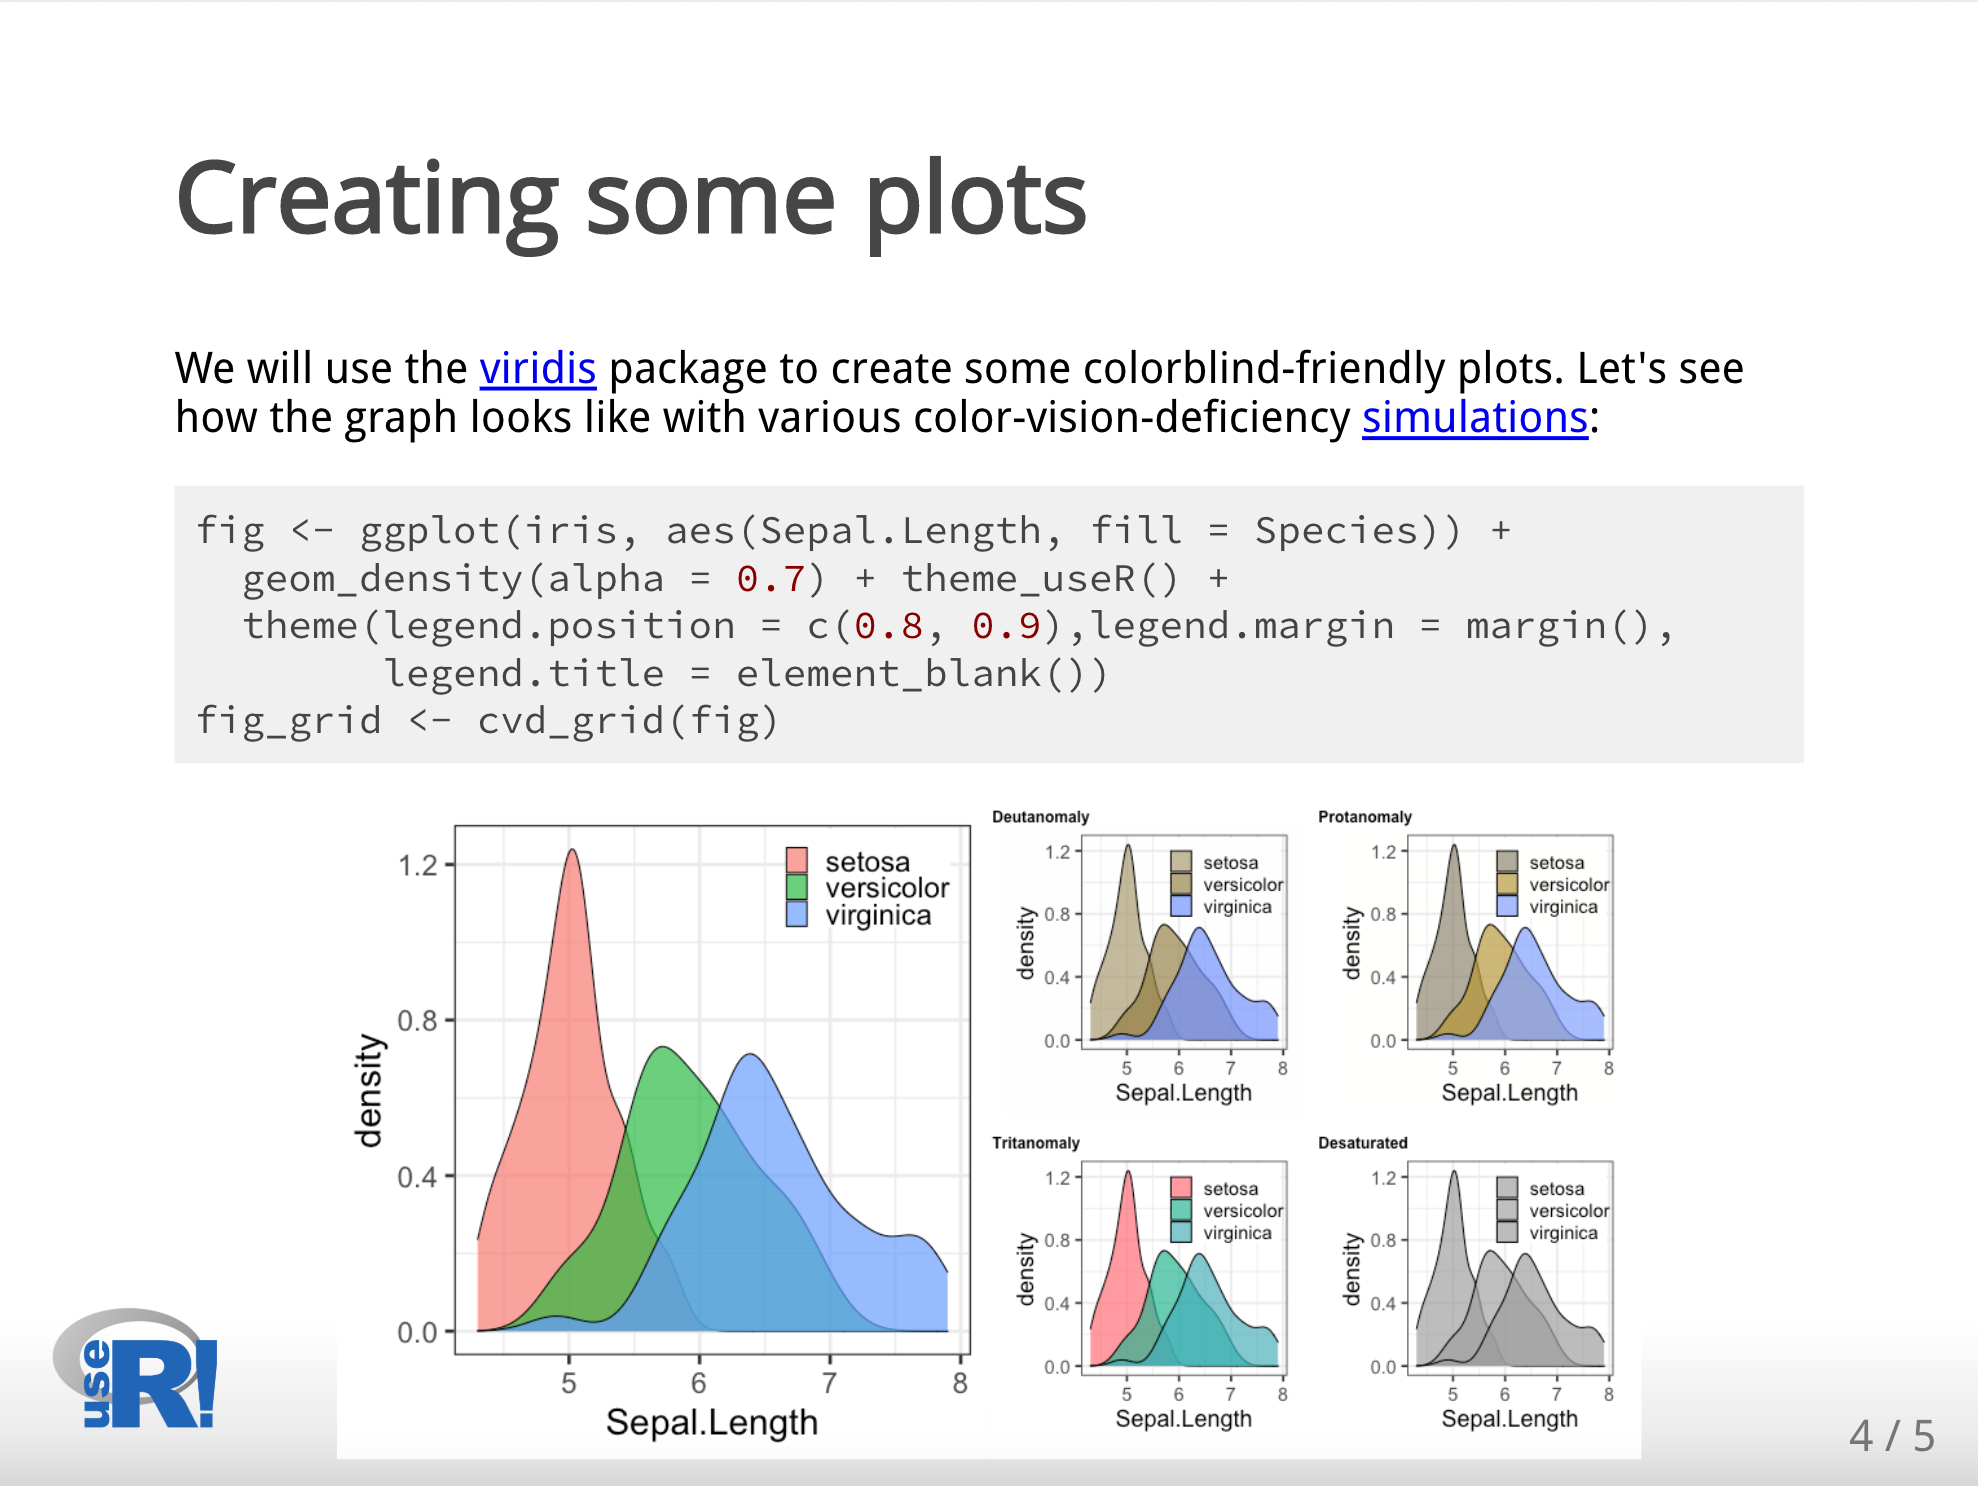 Creating some plots
We will use the viridis package to create some colorblind-friendly plots. Let's see
how the graph looks like with various color-vision-deficiency simulations:
fig <- ggplot(iris, aes(Sepal.Length, fill = Species)) +
  geom_density(alpha = 0.7) + theme_useR() +
  theme(legend.position = c(0.8, 0.9),legend.margin = margin(),
        legend.title = element_blank())
fig_grid <- cvd_grid(fig)
setosa
versicolor
virginica
1.2
0.8
0.4
0.0
density
5 6 7 8
Sepal.Length
Deutanomaly
setosa
versicolor
virginica
1.2
0.8
0.4
0.0
density
5 6 7 8
Sepal.Length
Protanomaly
setosa
versicolor
virginica
1.2
0.8
0.4
0.0
density
5 6 7 8
Sepal.Length
Tritanomaly
setosa
versicolor
virginica
1.2
0.8
0.4
0.0
density
5 6 7 8
Sepal.Length
Desaturated
setosa
versicolor
virginica
1.2
0.8
0.4
0.0
density
5 6 7 8
Sepal.Length
use R!
4 / 5